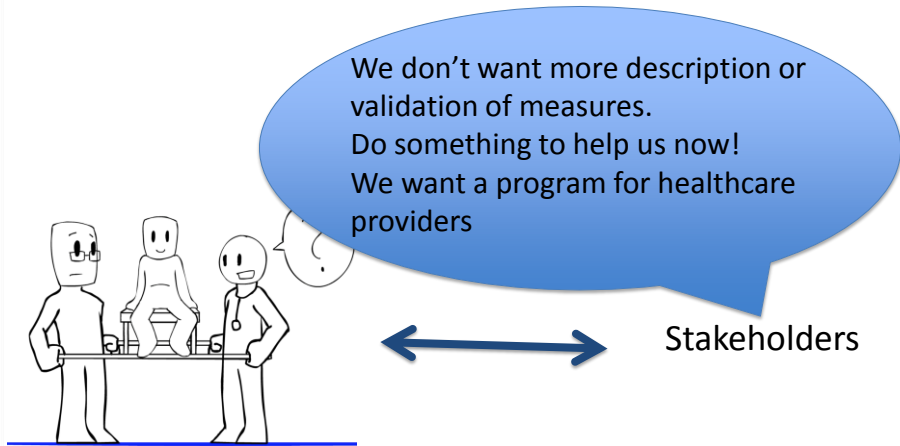 We don’t want more description or
validation of measures.
Do something to help us now!
We want a program for healthcare
providers
?
Stakeholders